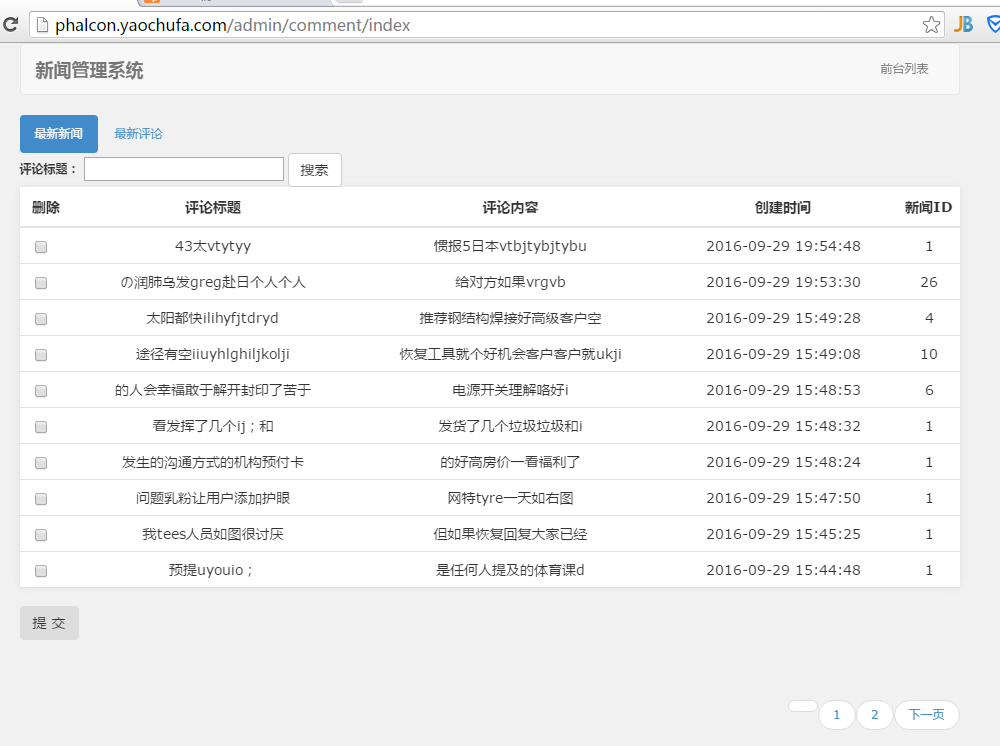 phalcon.yaochufa.com/admin/comment/index
JB
新闻管理系统 前台列表
最新新闻 最新评论
评论标题： 搜索
删除 评论标题 评论内容 创建时间 新闻ID
43太vtytyy 惯报5日本vtbjtybjtybu 2016-09-29 19:54:48 1
の润肺乌发greg赴日个人个人 给对方如果vrgvb 2016-09-29 19:53:30 26
太阳都快ilihyfjtdryd 推荐钢结构焊接好高级客户空 2016-09-29 15:49:28 4
途径有空iiuyhlghiljkolji 恢复工具就个好机会客户客户就ukji 2016-09-29 15:49:08 10
的人会幸福敢于解开封印了苦于 电源开关理解咯好i 2016-09-29 15:48:53 6
看发挥了几个ij；和 发货了几个垃圾垃圾和i 2016-09-29 15:48:32 1
发生的沟通方式的机构预付卡 的好高房价一看福利了 2016-09-29 15:48:24 1
问题乳粉让用户添加护眼 网特tyre一天如右图 2016-09-29 15:47:50 1
我tees人员如图很讨厌 但如果恢复回复大家已经 2016-09-29 15:45:25 1
预提uyouio； 是任何人提及的体育课d 2016-09-29 15:44:48 1
提 交
1 2 下一页